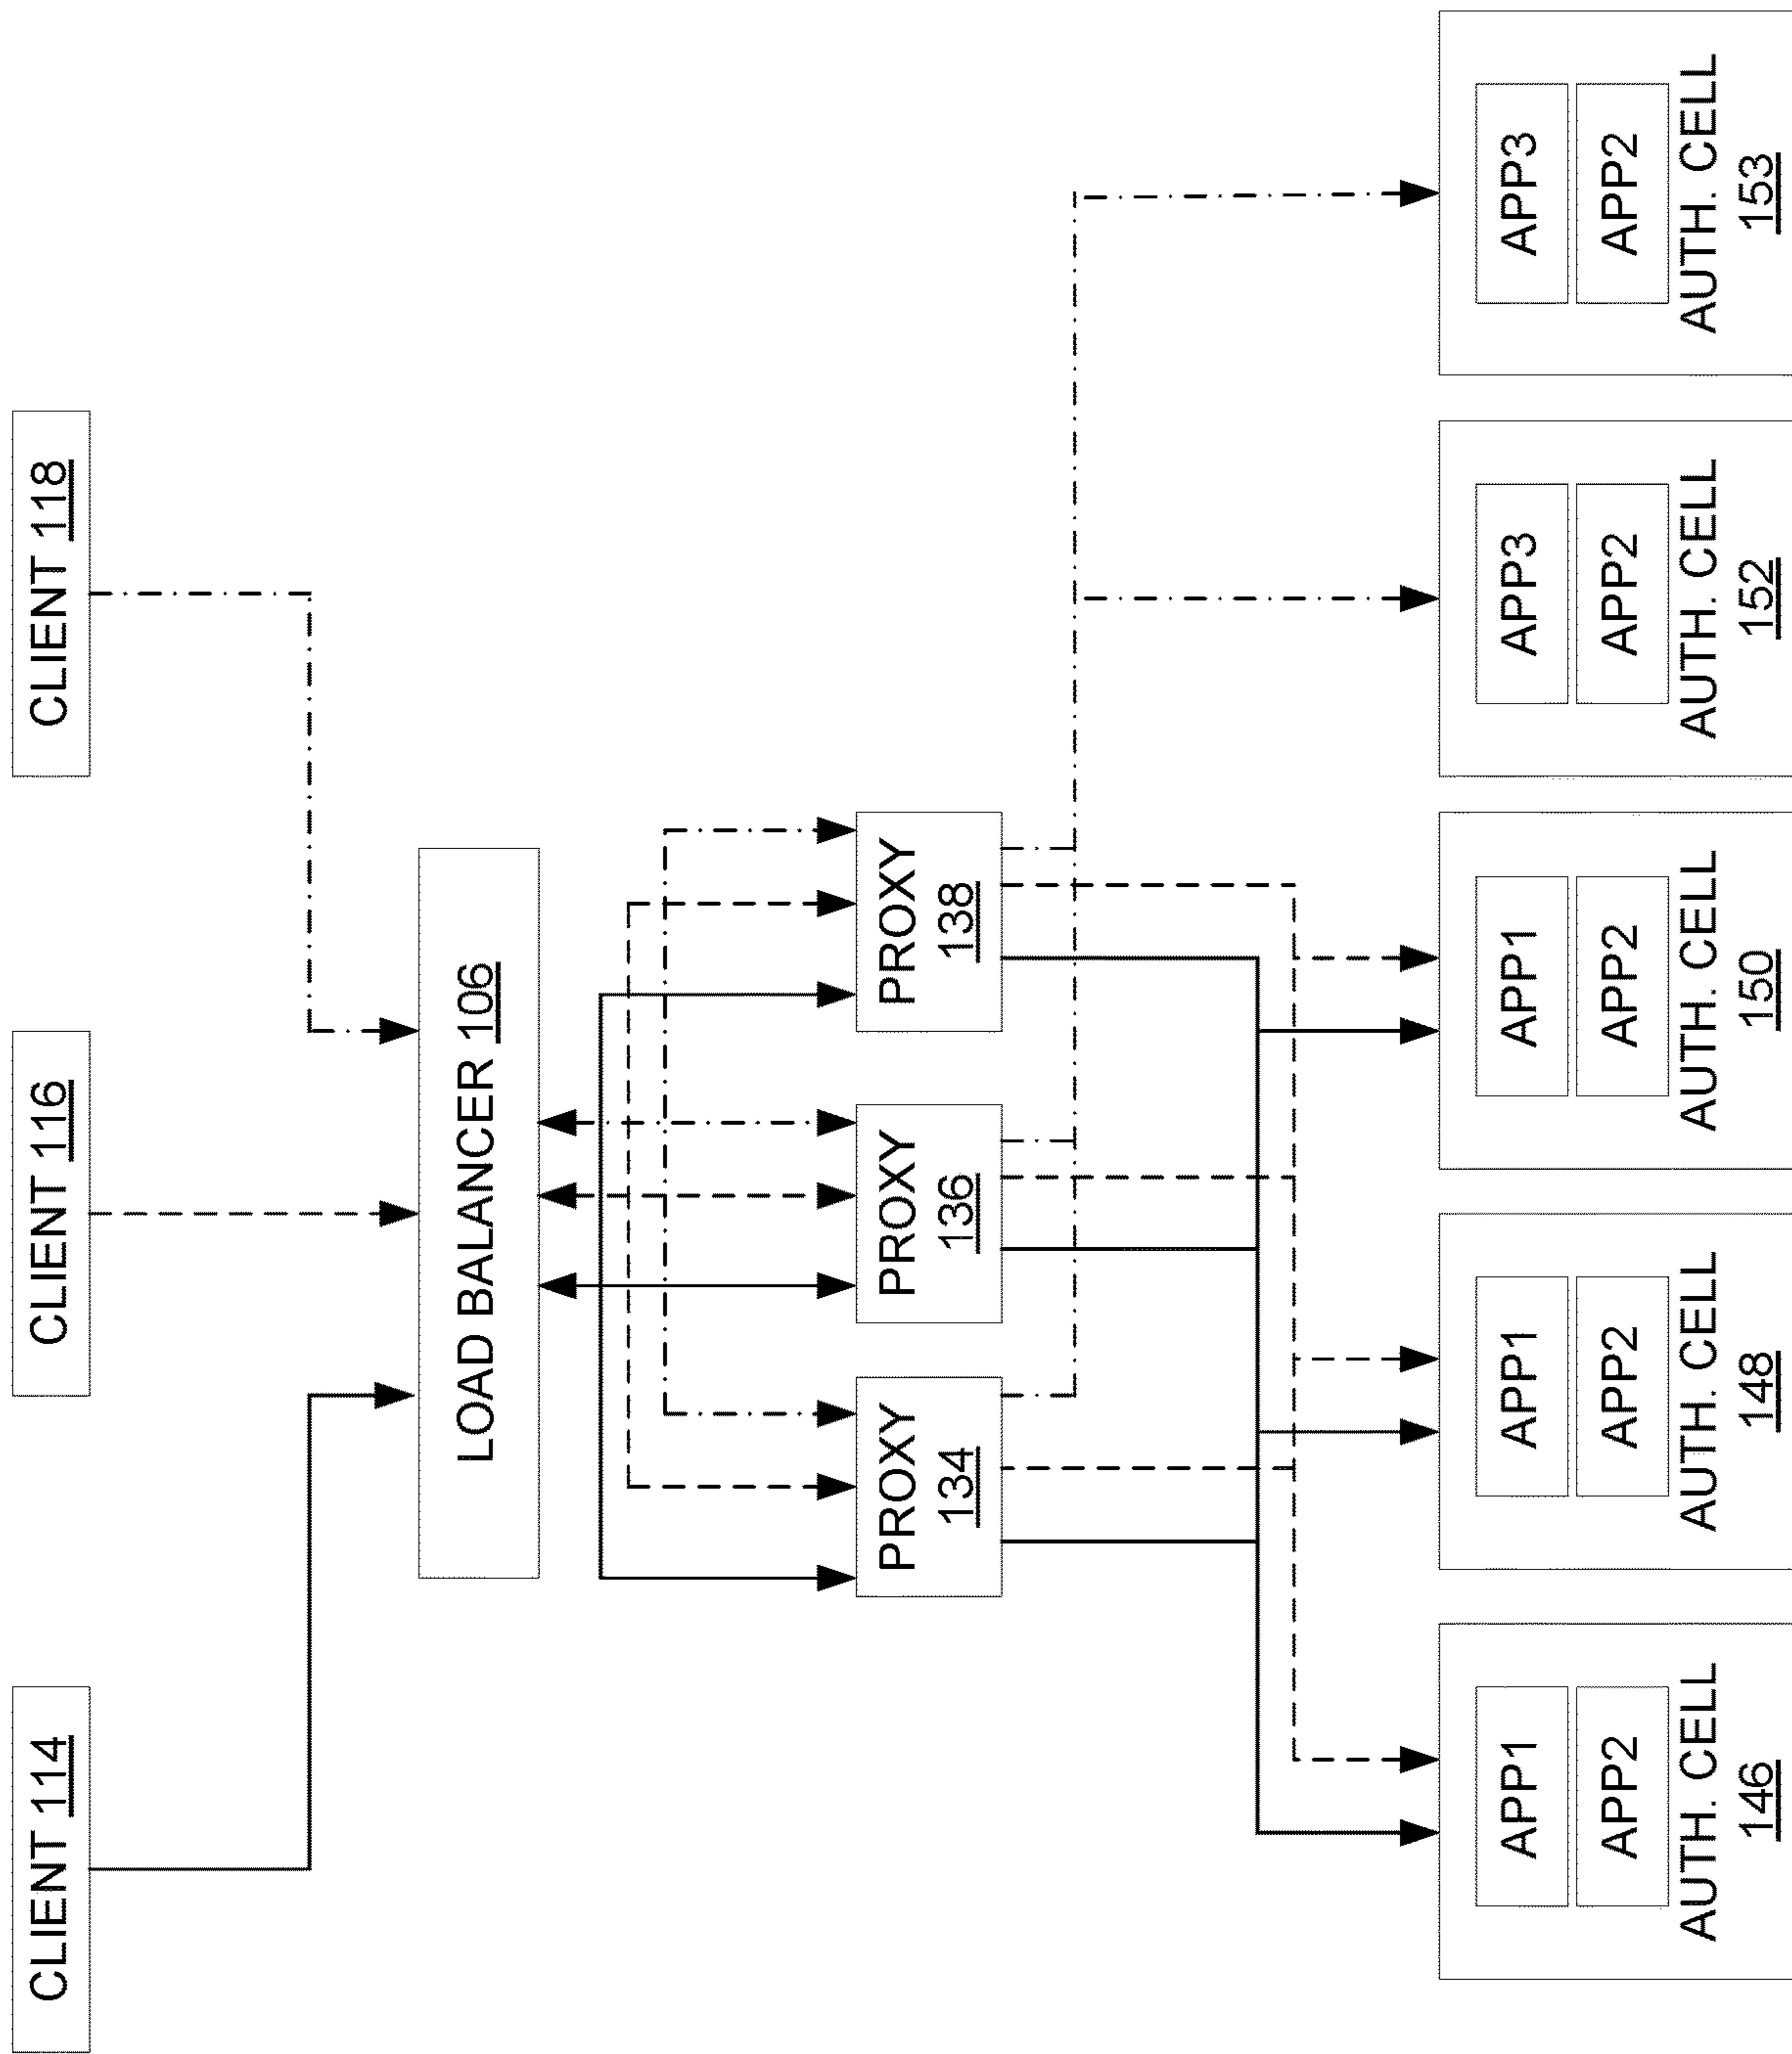 CLIENT 114
CLIENT 116
CLIENT 118
LOAD BALANCER 106
PROXY
134
PROXY
136
PROXY
138
APP1
APP2
AUTH. CELL
146
APP1
APP2
AUTH. CELL
148
APP1
APP2
AUTH. CELL
150
APP3
APP2
AUTH. CELL
152
APP3
APP2
AUTH. CELL
153